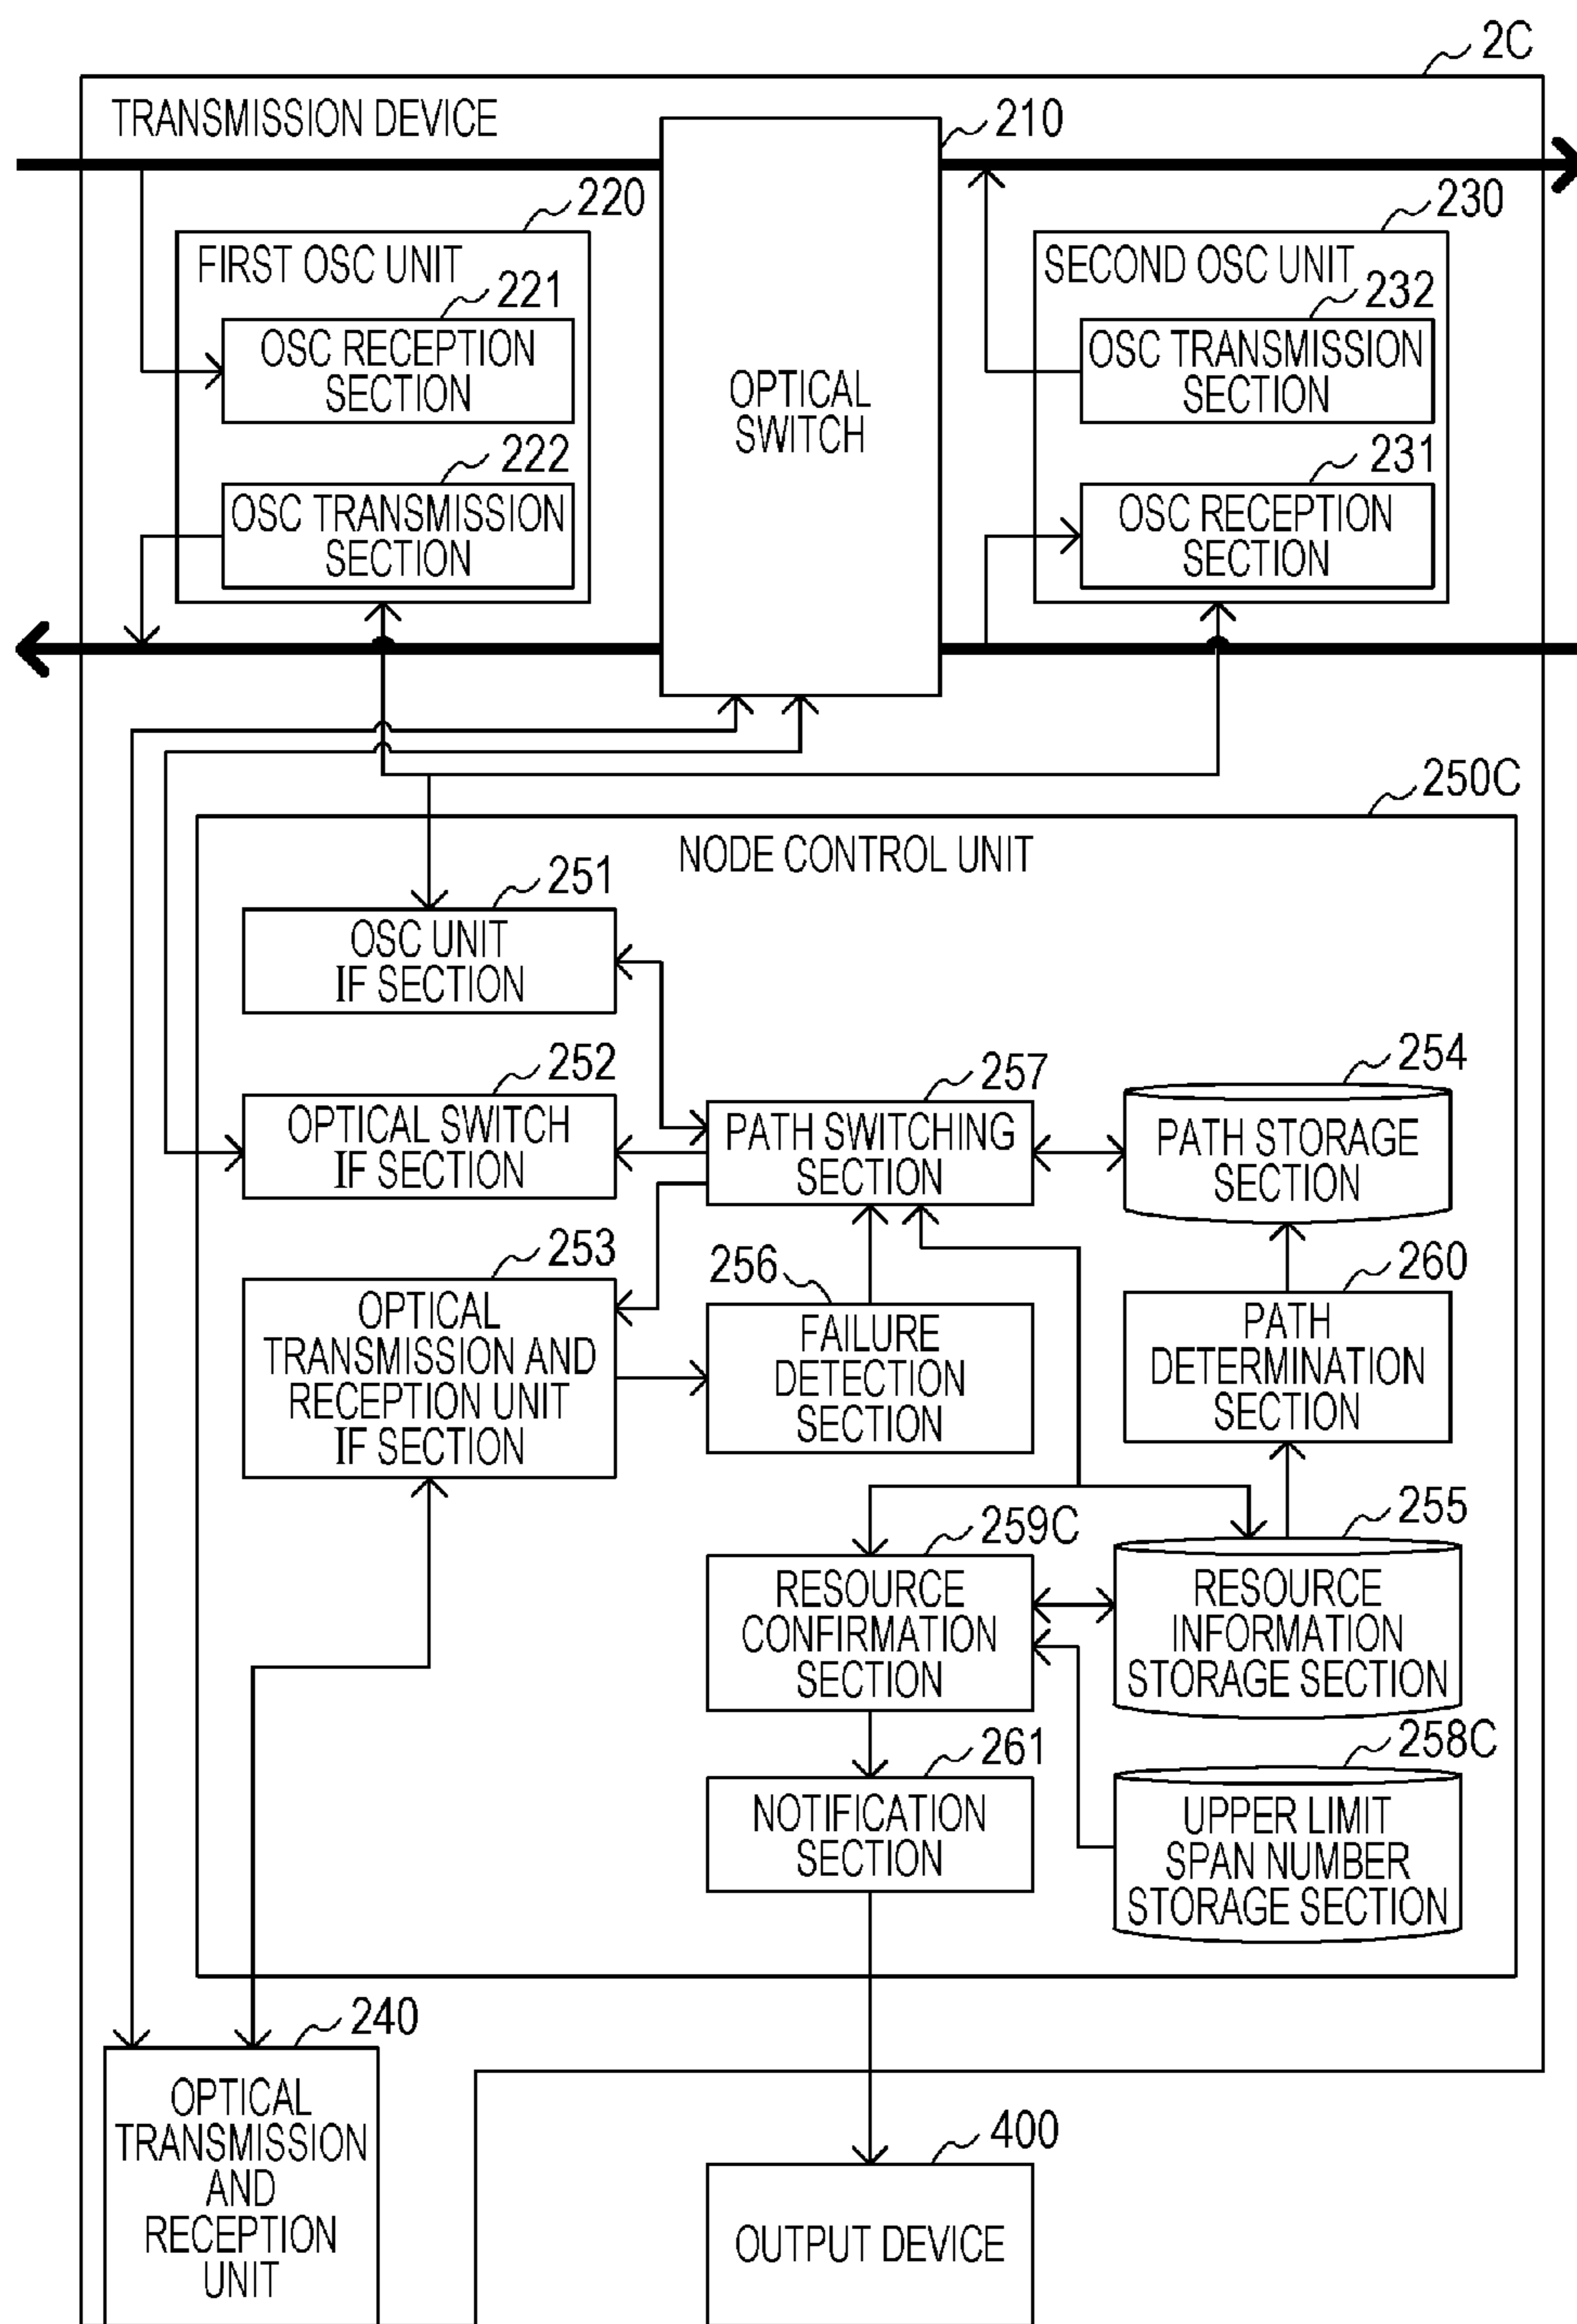 2C
TRANSMISSION DEVICE
210
220
230
FIRST OSC UNIT
SECOND OSC UNIT
221
232
OSC RECEPTION
SECTION
OSC TRANSMISSION
SECTION
OPTICAL
SWITCH
222
231
OSC TRANSMISSION
SECTION
OSC RECEPTION
SECTION
250C
NODE CONTROL UNIT
251
OSC UNIT
IF SECTION
252
OPTICAL SWITCH
IF SECTION
257
PATH SWITCHING
SECTION
254
PATH STORAGE
SECTION
253
OPTICAL
TRANSMISSION AND
RECEPTION UNIT
IF SECTION
256
FAILURE
DETECTION
SECTION
260
PATH
DETERMINATION
SECTION
259C
RESOURCE
CONFIRMATION
SECTION
255
RESOURCE
INFORMATION
STORAGE SECTION
261
NOTIFICATION
SECTION
258C
UPPER LIMIT
SPAN NUMBER
STORAGE SECTION
240
OPTICAL
TRANSMISSION
AND
RECEPTION
UNIT
400
OUTPUT DEVICE